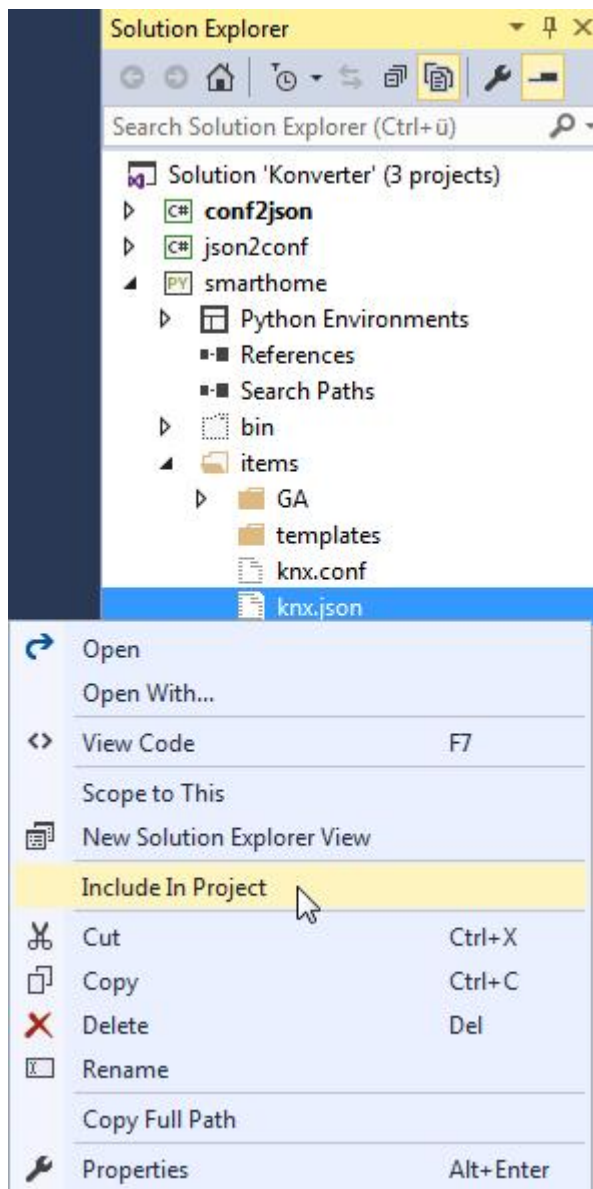 Solution Explorer
Search Solution Explorer (Ctrl+ü)
Solution 'Konverter' (3 projects)
C# conf2json
C# json2conf
PY smarthome
Python Environments
References
Search Paths
bin
items
GA
templates
knx.conf
knx.json
Open
Open With...
View Code F7
Scope to This
New Solution Explorer View
Include In Project
Cut Ctrl+X
Copy Ctrl+C
Delete Del
Rename
Copy Full Path
Properties Alt+Enter